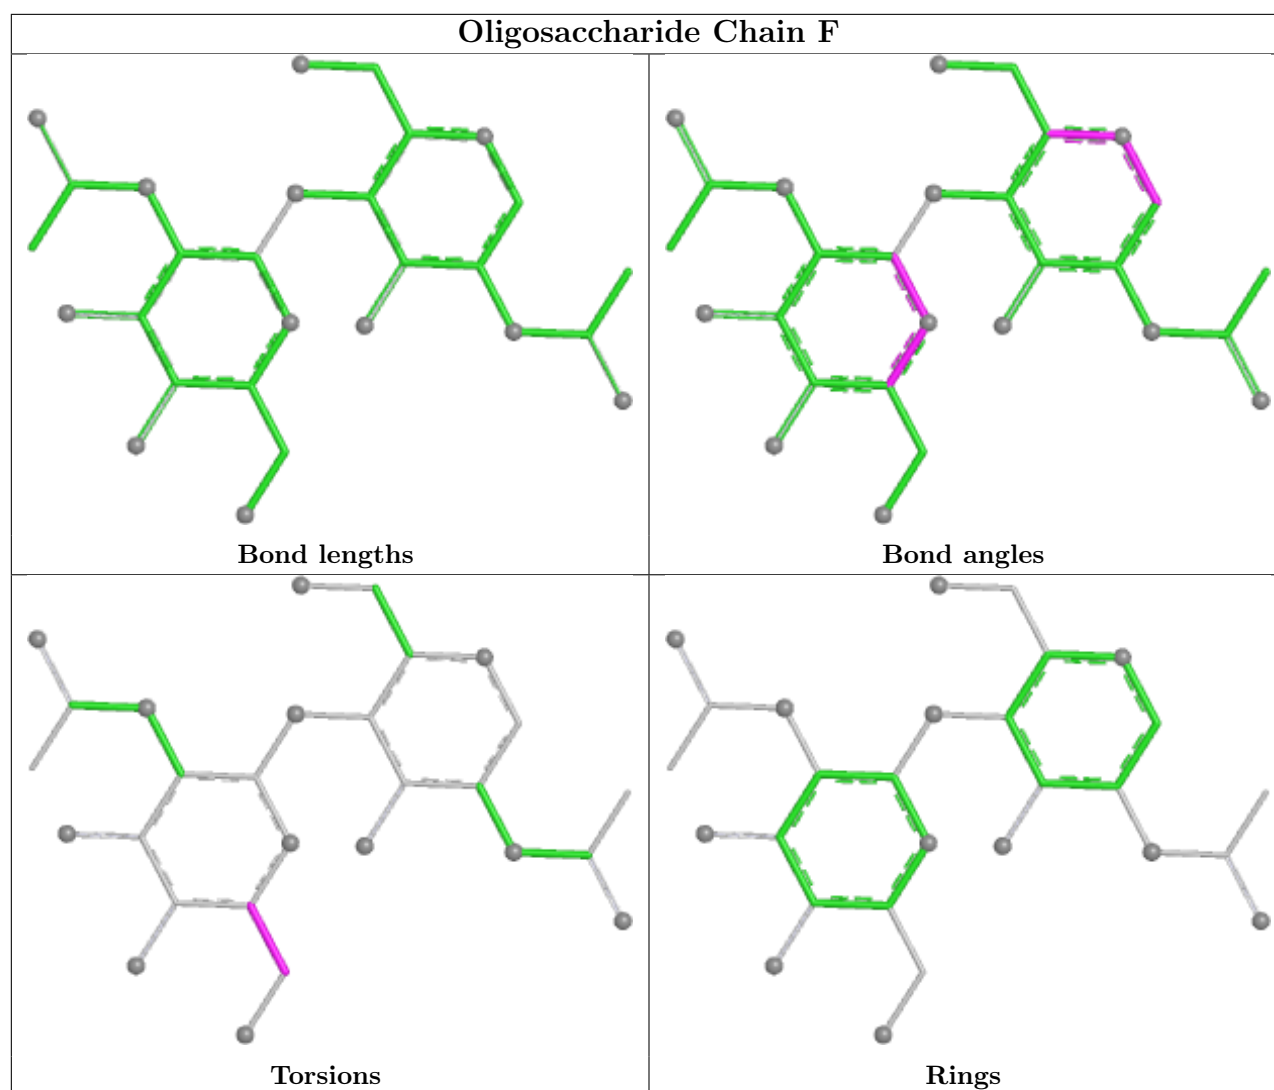 Oligosaccharide Chain F
Bond lengths
Bond angles
Torsions
Rings